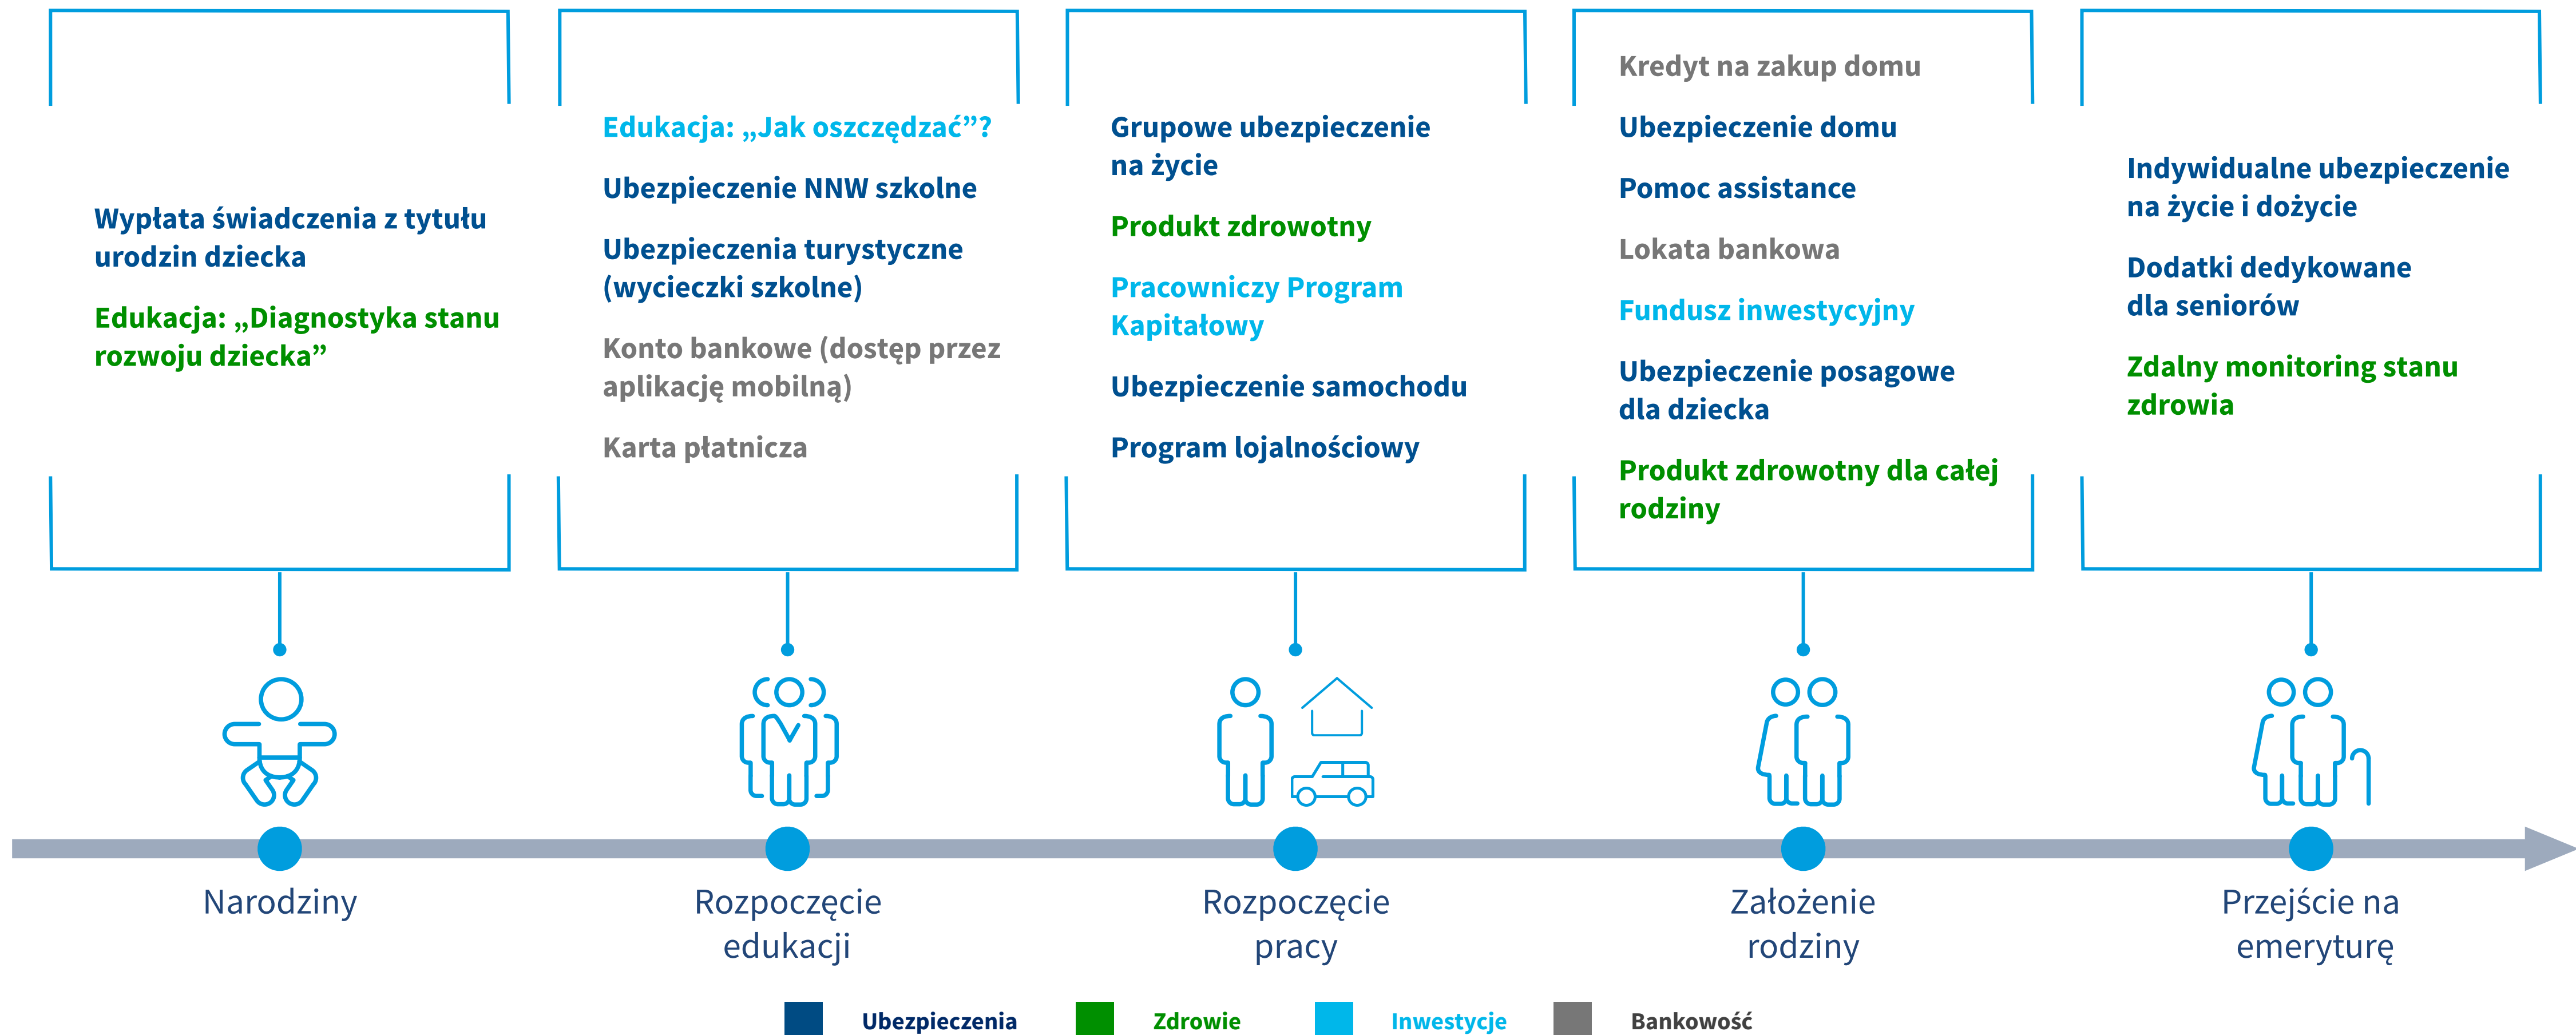 Wypłata świadczenia z tytułu
urodzin dziecka
Edukacja: „Diagnostyka stanu
rozwoju dziecka”
Edukacja: „Jak oszczędzać”?
Ubezpieczenie NNW szkolne
Ubezpieczenia turystyczne
(wycieczki szkolne)
Konto bankowe (dostęp przez
aplikację mobilną)
Karta płatnicza
Grupowe ubezpieczenie
na życie
Produkt zdrowotny
Pracowniczy Program
Kapitałowy
Ubezpieczenie samochodu
Program lojalnościowy
Kredyt na zakup domu
Ubezpieczenie domu
Pomoc assistance
Lokata bankowa
Fundusz inwestycyjny
Ubezpieczenie posagowe
dla dziecka
Produkt zdrowotny dla całej
rodziny
Indywidualne ubezpieczenie
na życie i dożycie
Dodatki dedykowane
dla seniorów
Zdalny monitoring stanu
zdrowia
Narodziny
Rozpoczęcie
edukacji
Rozpoczęcie
pracy
Założenie
rodziny
Przejście na
emeryturę
Ubezpieczenia
Zdrowie
Inwestycje
Bankowość